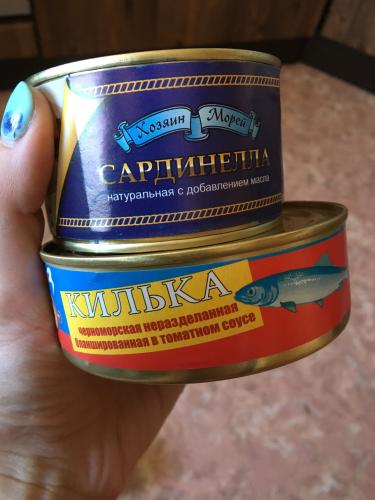 Хозяин Морей
САРДИНЕЛЛА
натуральная с добавлением масла
КИЛЬКА
черноморская неразделанная
бланшированная в томатном соусе